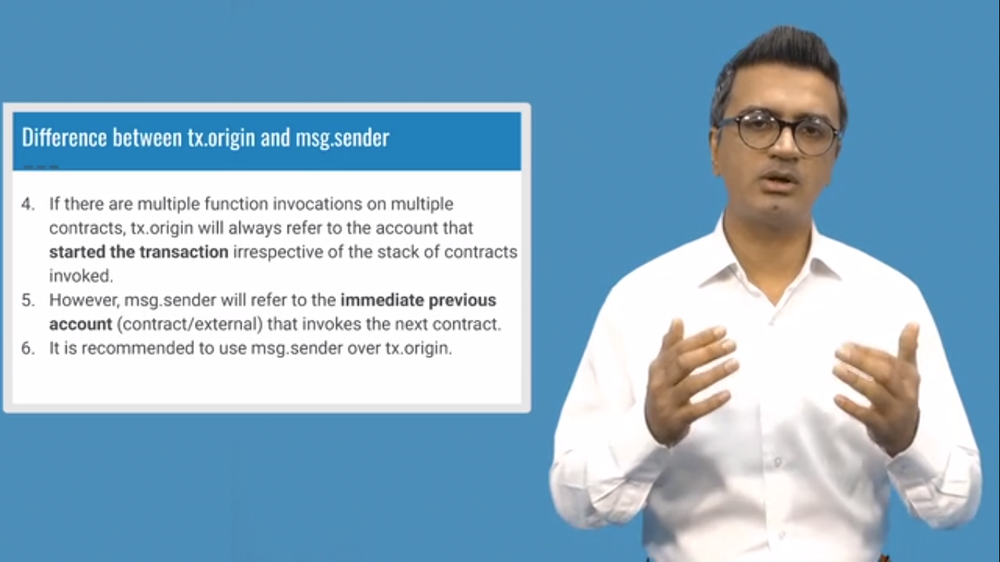 Difference between tx.origin and msg.sender
4. If there are multiple function invocations on multiple
contracts, tx.origin will always refer to the account that
started the transaction irrespective of the stack of contracts
invoked.
5. However, msg.sender will refer to the immediate previous
account (contract/external) that invokes the next contract.
6. It is recommended to use msg.sender over tx.origin.